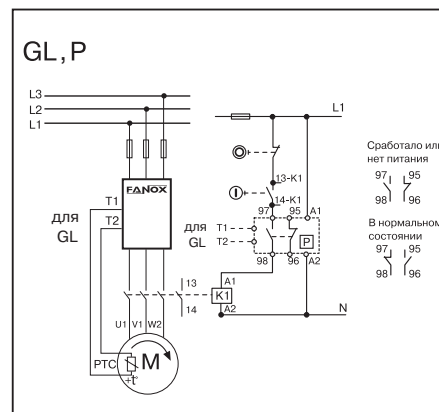 GL, P
L3
L2
L1
L1
FANOX
T1
T2
для
GL
13-K1
14-K1
97 95 A1
для
GL
T1
T2
P
98 96 A2
13
14
A1
K1
A2
N
U1 V1 W2
PTC
M
+t°
Сработало или
нет питания
97 95
98 96
В нормальном
состоянии
97 95
98 96